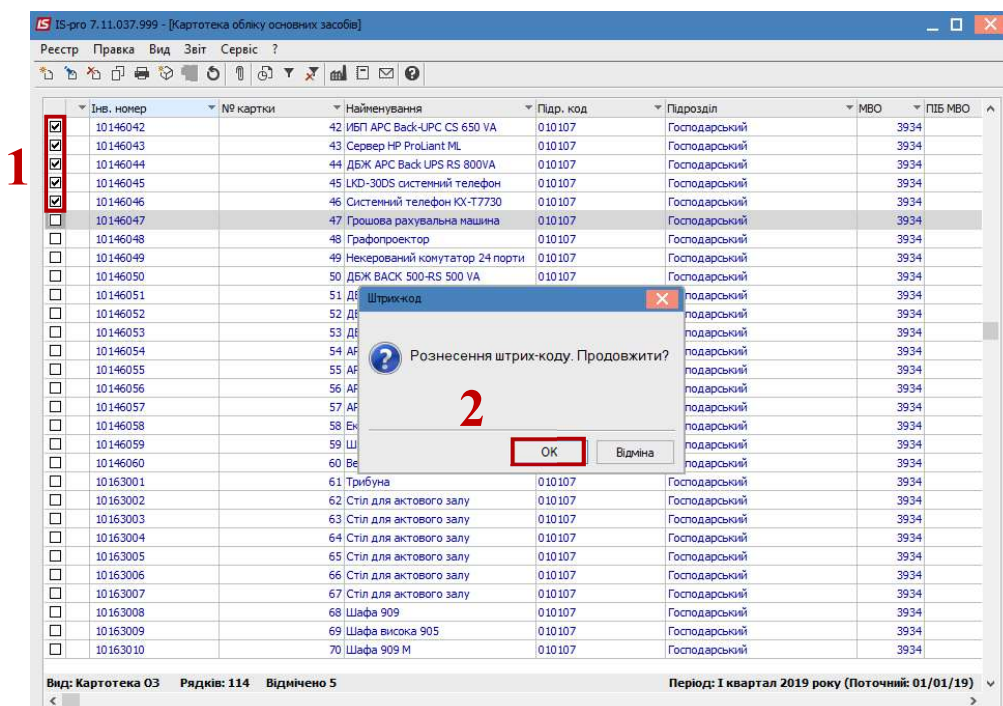 IS-pro 7.11.037.999 - [Картотека обліку основних засобів]
Реєстр Правка Вид Звіт Сервіс ?
Інв. номер № картки Найменування Підр. код Підрозділ МВО ПІБ МВО
10146042 42 ИБП APC Back-UPC CS 650 VA 010107 Господарський 3934
10146043 43 Сервер HP ProLiant ML 010107 Господарський 3934
1 10146044 44 ДБЖ APC Back UPS RS 800VA 010107 Господарський 3934
10146045 45 LKD-30DS системний телефон 010107 Господарський 3934
10146046 46 Системний телефон KX-T7730 010107 Господарський 3934
10146047 47 Грошова рахувальна машина 010107 Господарський 3934
10146048 48 Графопроектор 010107 Господарський 3934
10146049 49 Некерований комутатор 24 порти 010107 Господарський 3934
10146050 50 ДБЖ BACK 500-RS 500 VA 010107 Господарський 3934
10146051 51 ДБ подарський 3934
10146052 52 подарський 3934
10146053 53 подарський 3934
10146054 54 подарський 3934
10146055 55 подарський 3934
10146056 56 подарський 3934
10146057 57 подарський 3934
10146058 58 Ек подарський 3934
10146059 59 Ш подарський 3934
10146060 60 Ве подарський 3934
Штрих-код
Рознесення штрих-коду. Продовжити?
2
OK Відміна
10163001 61 Трибуна 010107 Господарський 3934
10163002 62 Стіл для актового залу 010107 Господарський 3934
10163003 63 Стіл для актового залу 010107 Господарський 3934
10163004 64 Стіл для актового залу 010107 Господарський 3934
10163005 65 Стіл для актового залу 010107 Господарський 3934
10163006 66 Стіл для актового залу 010107 Господарський 3934
10163007 67 Стіл для актового залу 010107 Господарський 3934
10163008 68 Шафа 909 010107 Господарський 3934
10163009 69 Шафа висока 905 010107 Господарський 3934
10163010 70 Шафа 909 М 010107 Господарський 3934
Вид: Картотека ОЗ Рядків: 114 Відмічено 5 Період: I квартал 2019 року (Поточний: 01/01/19)